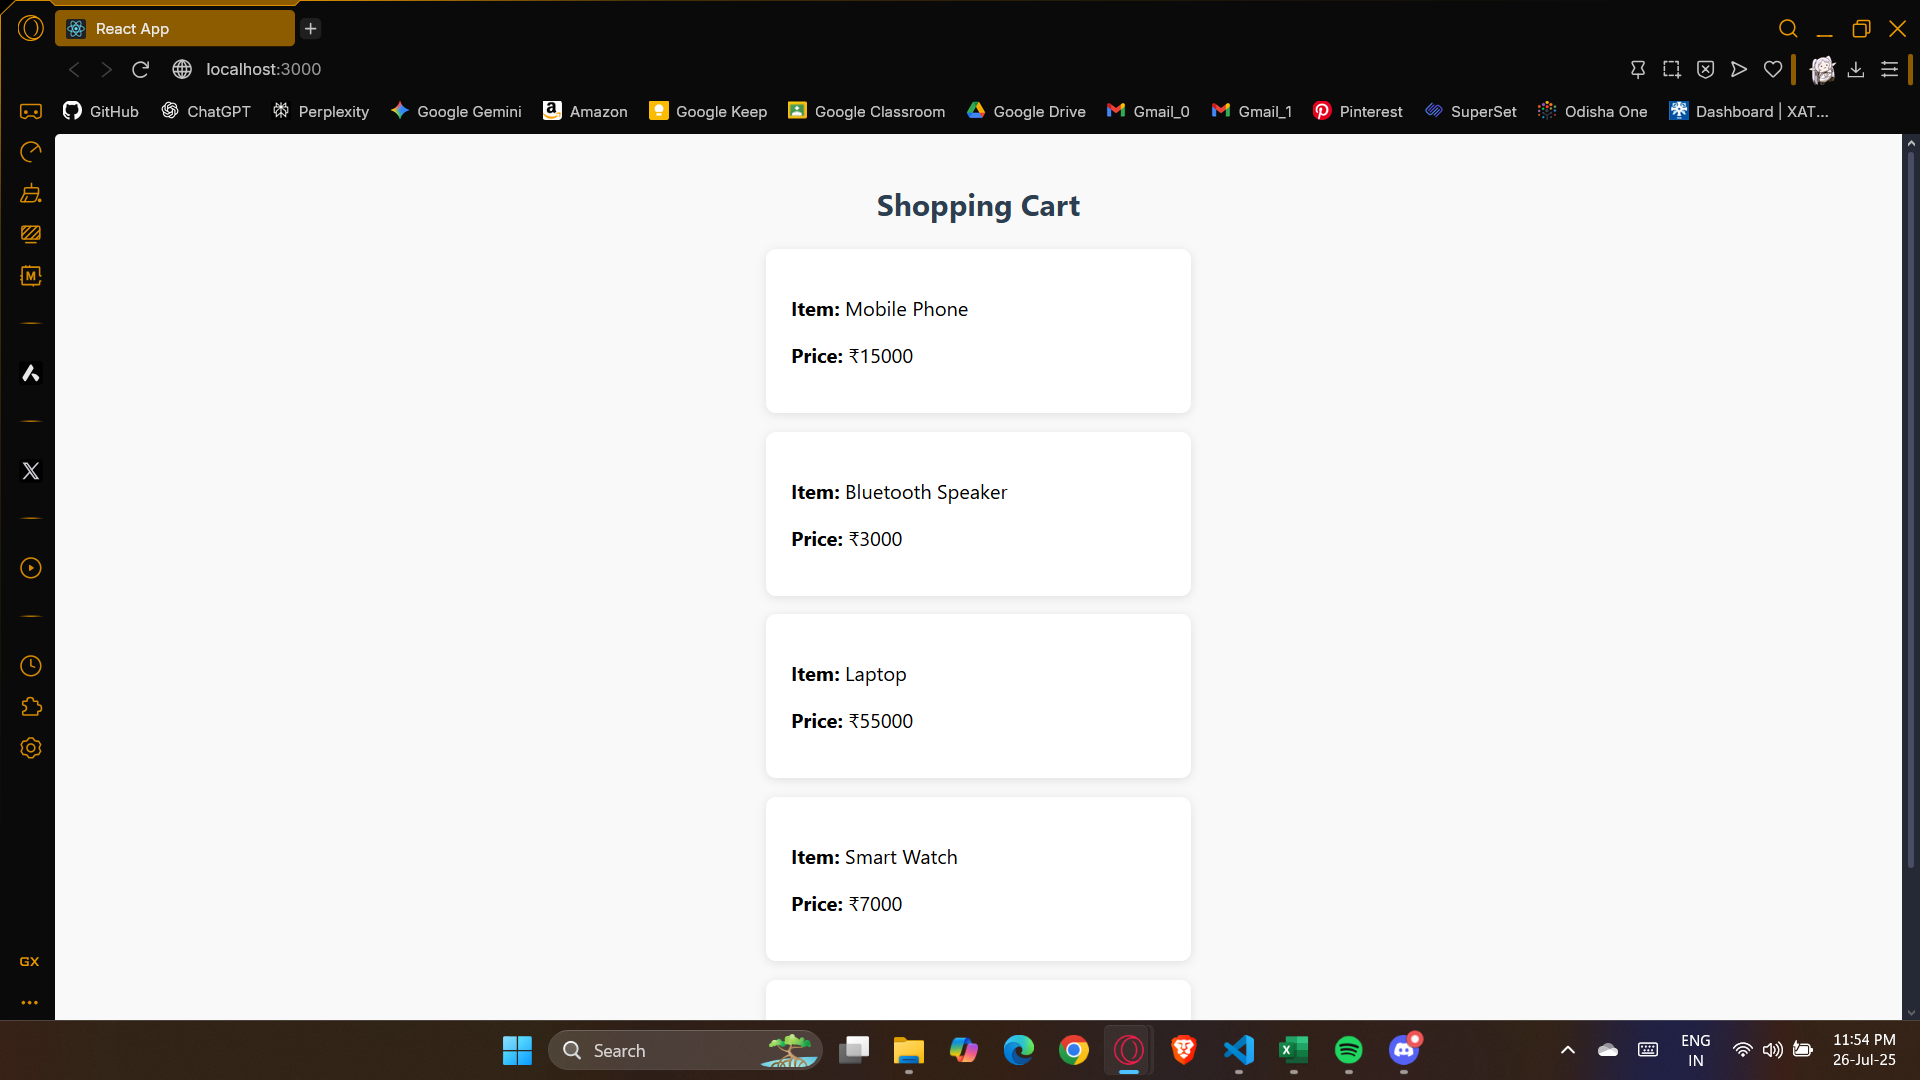 React App
localhost:3000
GitHub ChatGPT Perplexity Google Gemini Amazon Google Keep Google Classroom Google Drive Gmail_0 Gmail_1 Pinterest SuperSet Odisha One Dashboard | XAT...
Shopping Cart
Item: Mobile Phone
Price: ₹15000
Item: Bluetooth Speaker
Price: ₹3000
Item: Laptop
Price: ₹55000
Item: Smart Watch
Price: ₹7000
GX
Search
ENG
IN
11:54 PM
26-Jul-25